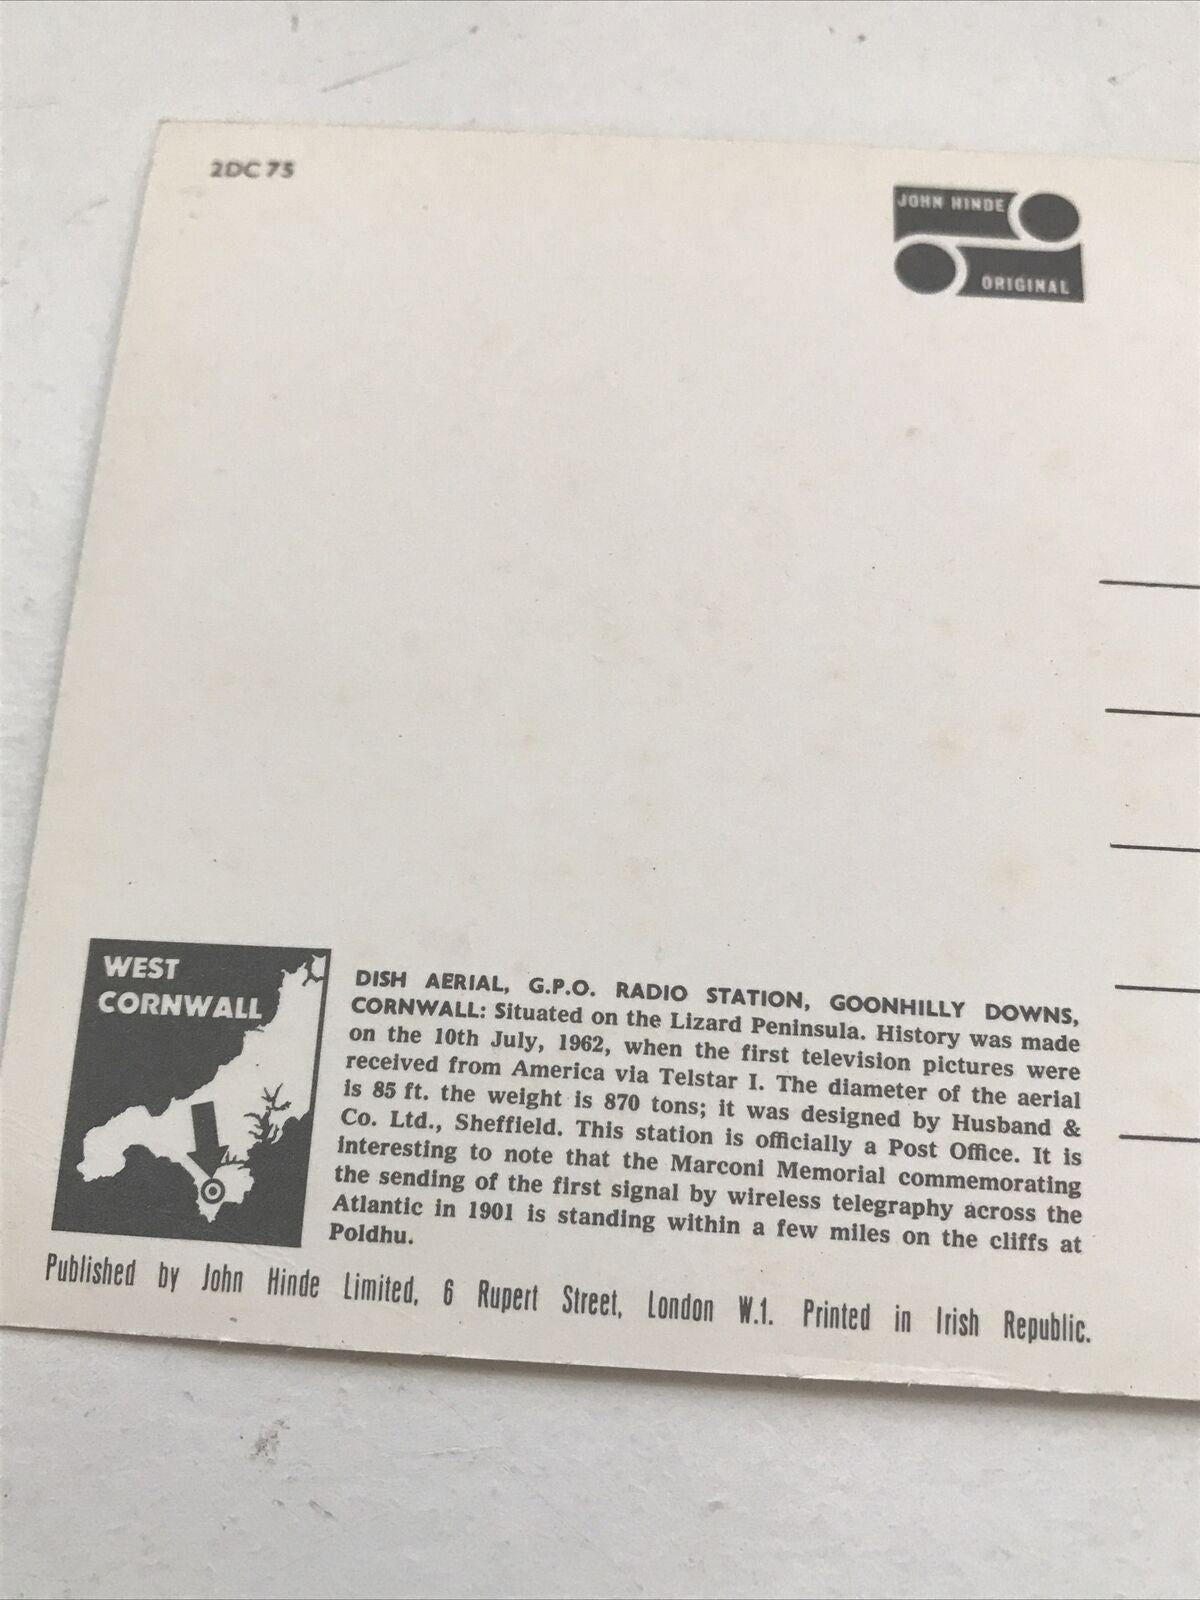 2DC 75
JOHN HINDE
ORIGINAL
WEST
CORNWALL
DISH AERIAL, G.P.O. RADIO STATION, GOONHILLY DOWNS,
CORNWALL: Situated on the Lizard Peninsula. History was made
on the 10th July, 1962, when the first television pictures were
received from America via Telstar I. The diameter of the aerial
is 85 ft. the weight is 870 tons; it was designed by Husband &
Co. Ltd., Sheffield. This station is officially a Post Office. It is
interesting to note that the Marconi Memorial commemorating
the sending of the first signal by wireless telegraphy across the
Atlantic in 1901 is standing within a few miles on the cliffs at
Poldhu.
Published by John Hinde Limited, 6 Rupert Street, London W.1. Printed in Irish Republic.